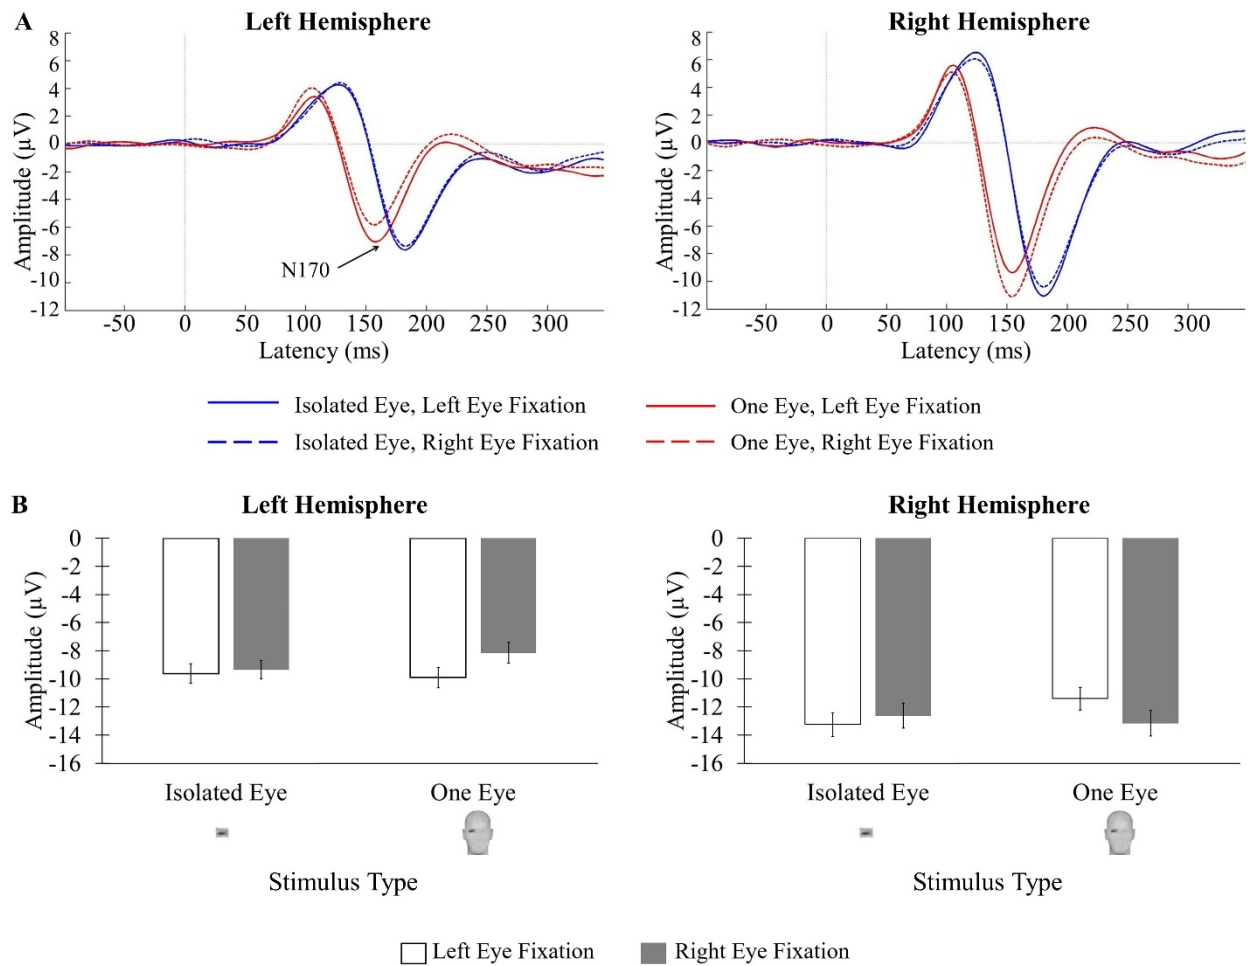 A
Left Hemisphere
Right Hemisphere
Amplitude (µV)
8
6
4
2
0
-2
-4
-6
-8
-10
-12
N170
-50
0
50
100
150
200
250
300
Latency (ms)
Amplitude (µV)
8
6
4
2
0
-2
-4
-6
-8
-10
-12
-50
0
50
100
150
200
250
300
Latency (ms)
Isolated Eye, Left Eye Fixation
One Eye, Left Eye Fixation
Isolated Eye, Right Eye Fixation
One Eye, Right Eye Fixation
B
Left Hemisphere
Right Hemisphere
Amplitude (µV)
0
-2
-4
-6
-8
-10
-12
-14
-16
Isolated Eye
One Eye
Stimulus Type
Amplitude (µV)
0
-2
-4
-6
-8
-10
-12
-14
-16
Isolated Eye
One Eye
Stimulus Type
Left Eye Fixation
Right Eye Fixation